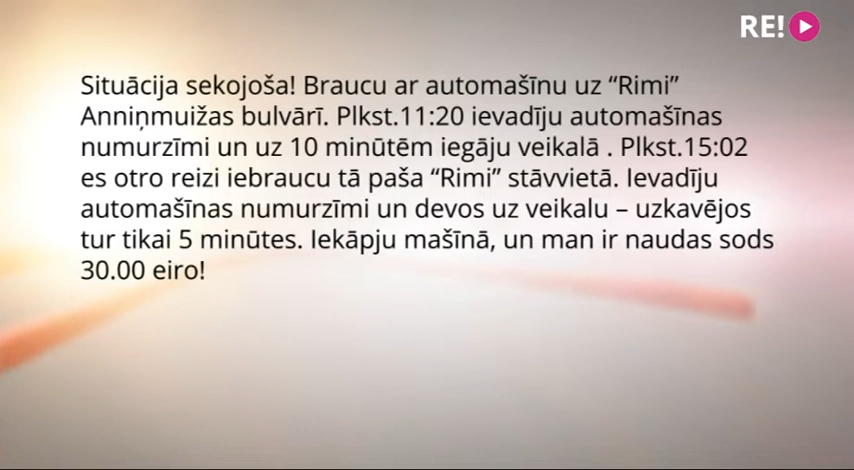 RE!
Situācija sekojoša! Braucu ar automašīnu uz “Rimi”
Anniņmuižas bulvārī. Plkst.11:20 ievadīju automašīnas
numurzīmi un uz 10 minūtēm iegāju veikalā . Plkst.15:02
es otro reizi iebraucu tā paša “Rimi” stāvvietā. Ievadīju
automašīnas numurzīmi un devos uz veikalu – uzkavējos
tur tikai 5 minūtes. Iekāpju mašīnā, un man ir naudas sods
30.00 eiro!